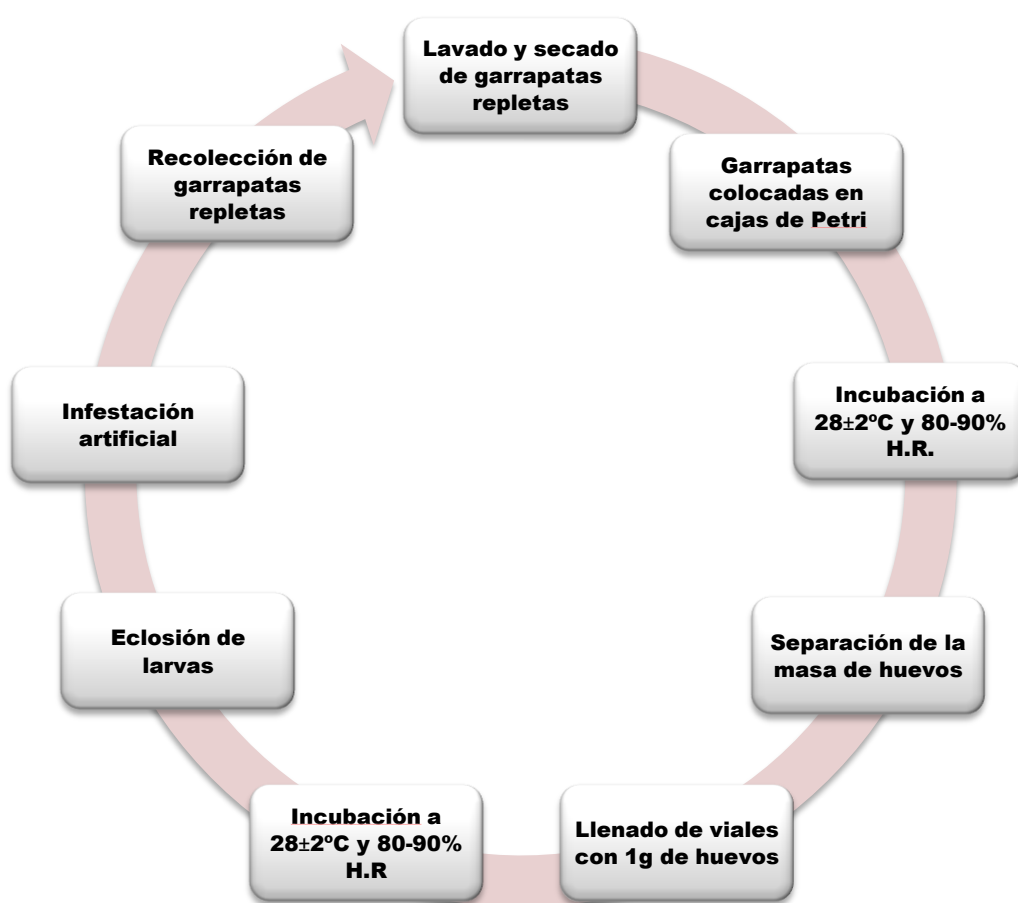 Lavado y secado
de garrapatas
repletas
Garrapatas
colocadas en
cajas de Petri
Incubación a
28±2ºC y 80-90%
H.R.
Separación de la
masa de huevos
Llenado de viales
con 1g de huevos
Incubación a
28±2ºC y 80-90%
H.R
Eclosión de
larvas
Infestación
artificial
Recolección de
garrapatas
repletas